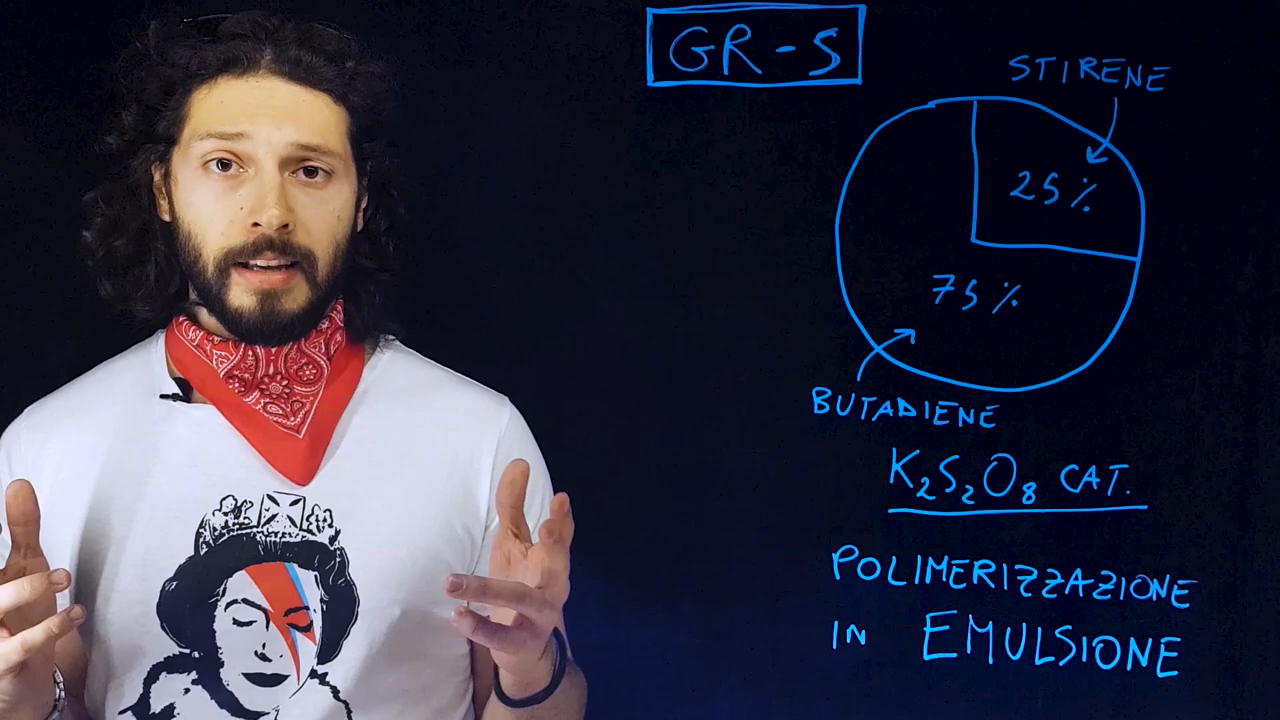 GR-S
STIRENE
25%
75%
BUTADIENE
K₂S₂O₈ CAT.
POLIMERIZZAZIONE
IN EMULSIONE